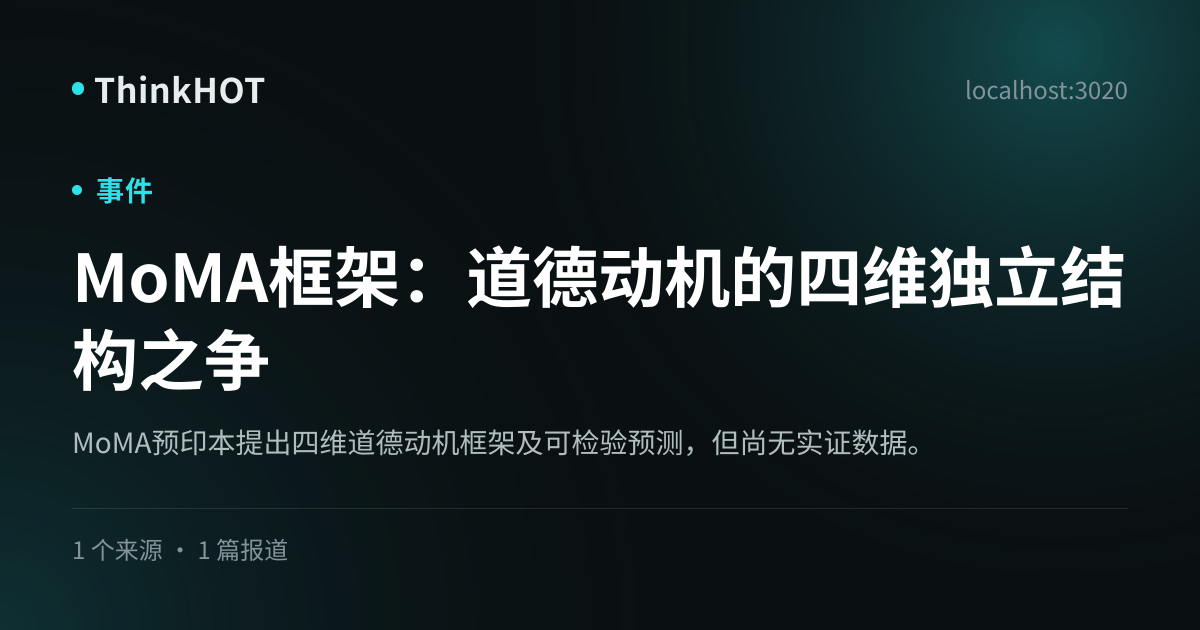 ThinkHOT
localhost:3020
事件
MoMA框架：道德动机的四维独立结
构之争
MoMA预印本提出四维道德动机框架及可检验预测，但尚无实证数据。
1 个来源 · 1 篇报道